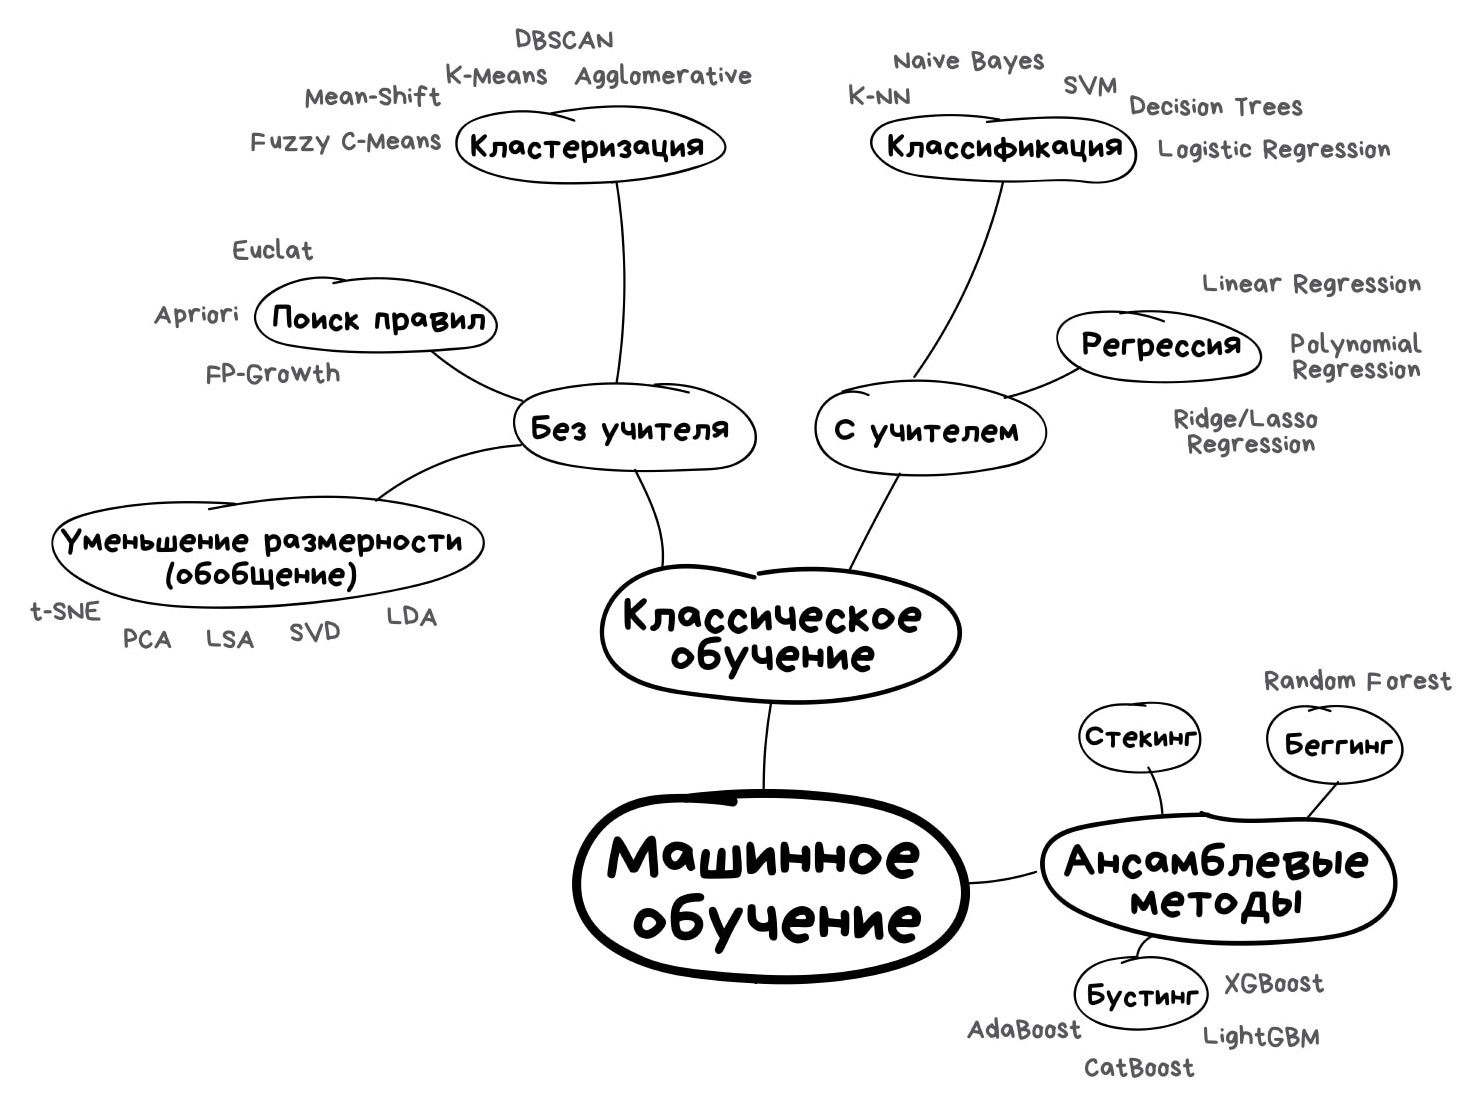 DBSCAN
K-Means
Agglomerative
Mean-Shift
Fuzzy C-Means
Кластеризация
Naive Bayes
K-NN
SVM
Decision Trees
Классификация
Logistic Regression
Euclat
Apriori
Поиск правил
FP-Growth
Linear Regression
Регрессия
Polynomial
Regression
Ridge/Lasso
Regression
Без учителя
С учителем
Уменьшение размерности
(обобщение)
t-SNE
PCA
LSA
SVD
LDA
Классическое
обучение
Random Forest
Стекинг
Беггинг
Машинное
обучение
Ансамблевые
методы
Бустинг
XGBoost
AdaBoost
LightGBM
CatBoost